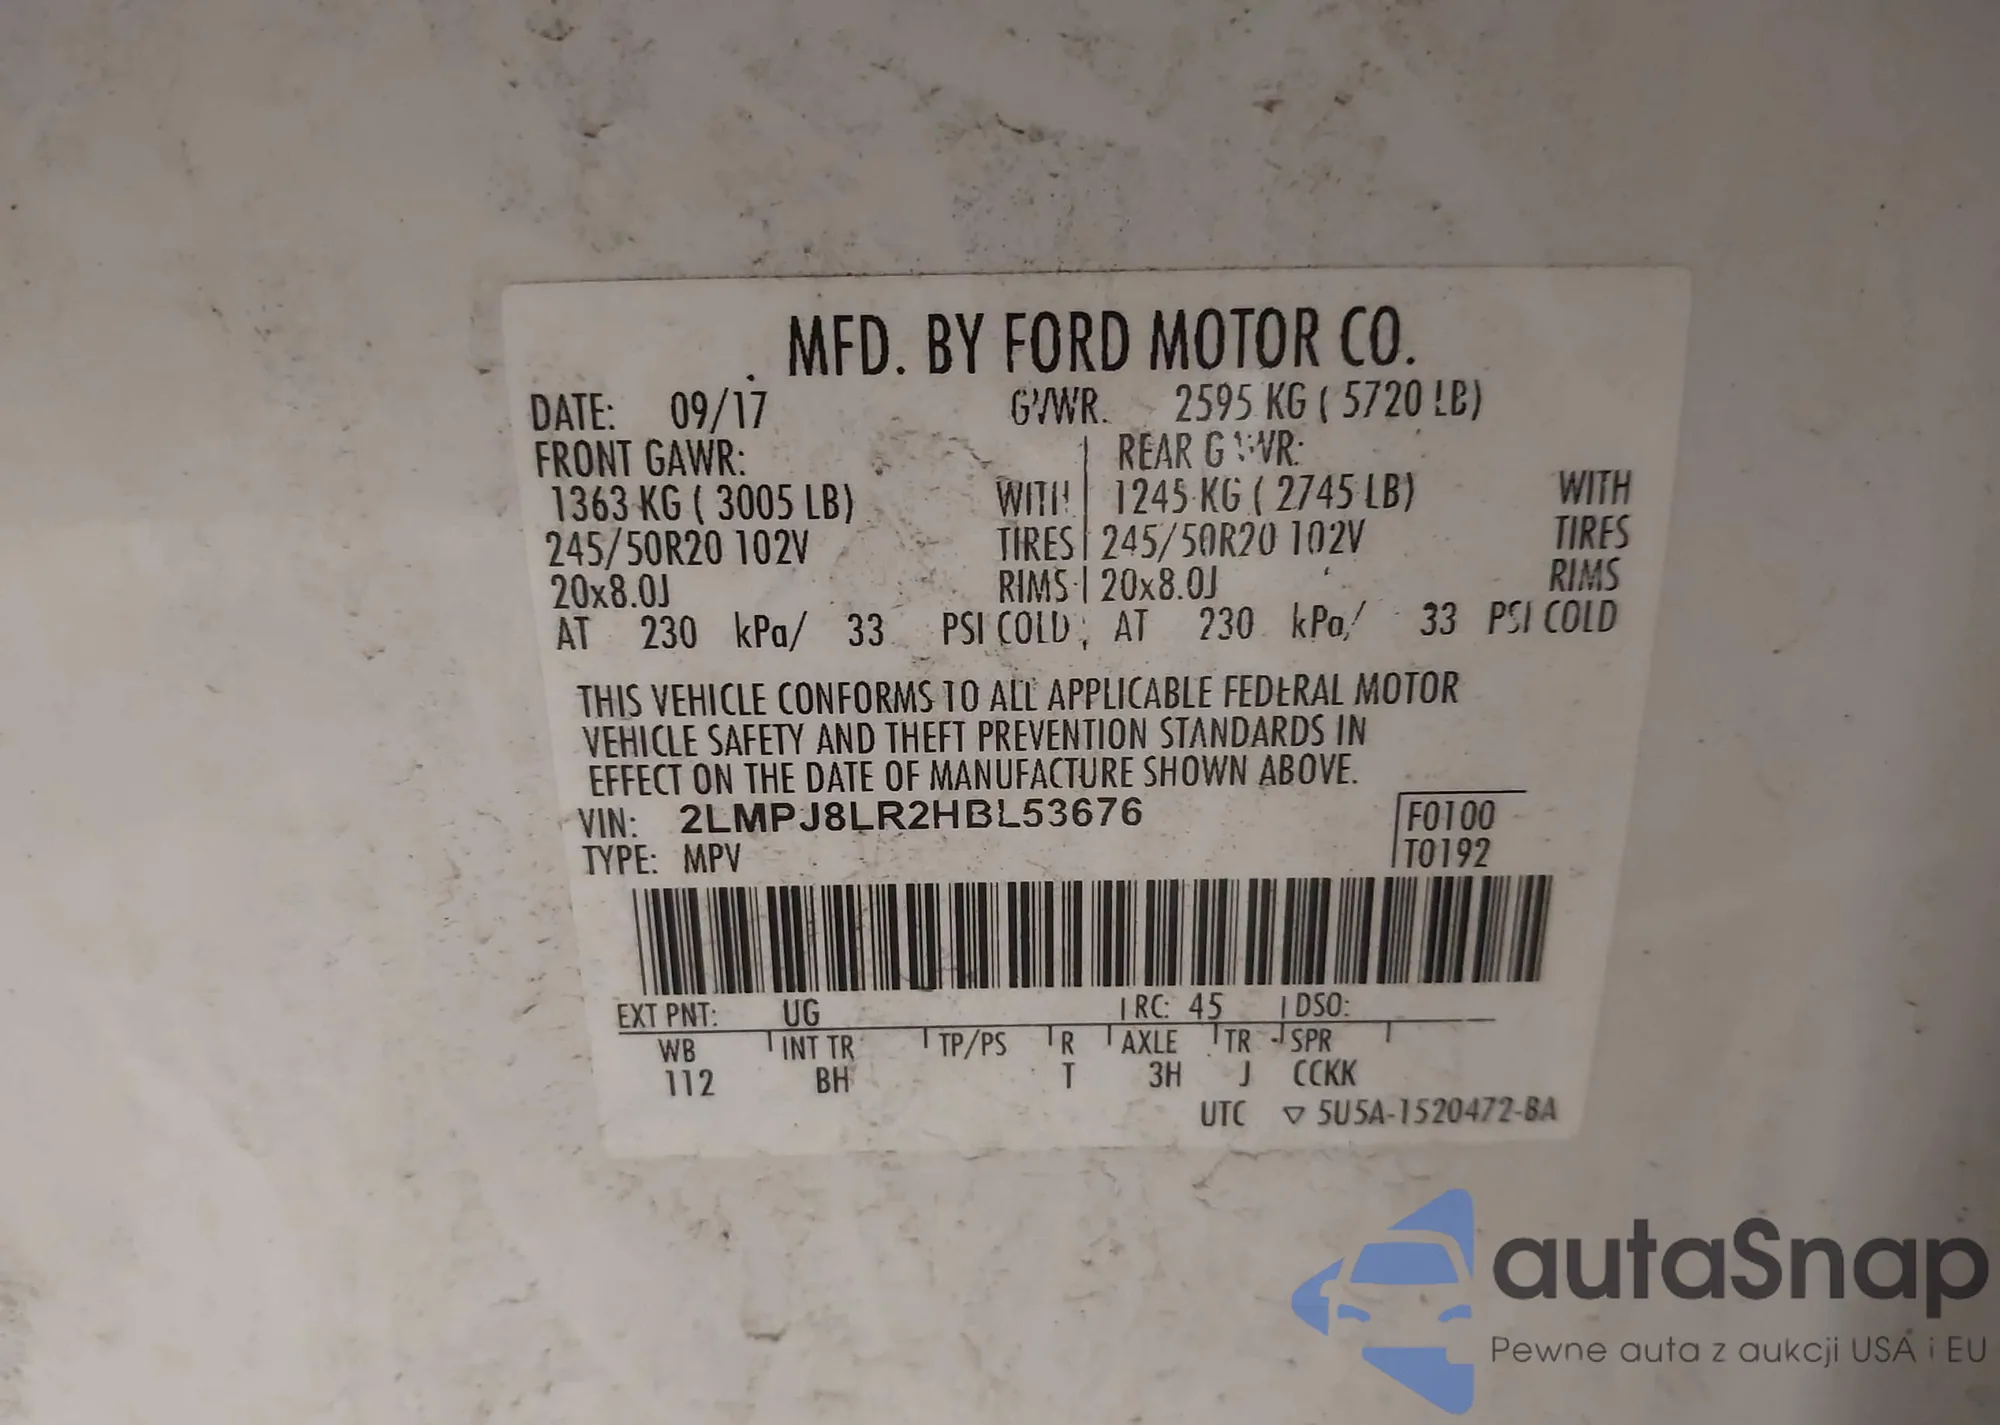 MFD. BY FORD MOTOR CO.
DATE: 09/17 GVWR. 2595 KG ( 5720 LB)
FRONT GAWR: REAR GAWR:
1363 KG ( 3005 LB) WITH 1245 KG ( 2745 LB) WITH
245/50R20 102V TIRES 245/50R20 102V TIRES
20x8.0J RIMS 20x8.0J RIMS
AT 230 kPa/ 33 PSI COLD AT 230 kPa/ 33 PSI COLD
THIS VEHICLE CONFORMS TO ALL APPLICABLE FEDERAL MOTOR
VEHICLE SAFETY AND THEFT PREVENTION STANDARDS IN
EFFECT ON THE DATE OF MANUFACTURE SHOWN ABOVE.
VIN: 2LMPJ8LR2HBL53676 F0100
TYPE: MPV T0192
EXT PNT: UG RC: 45 DSO:
WB INT TR TP/PS R AXLE TR SPR
112 BH T 3H J CCKK
UTC ▽ 5U5A-1520472-BA
autaSnap
Pewne auta z aukcji USA i EU